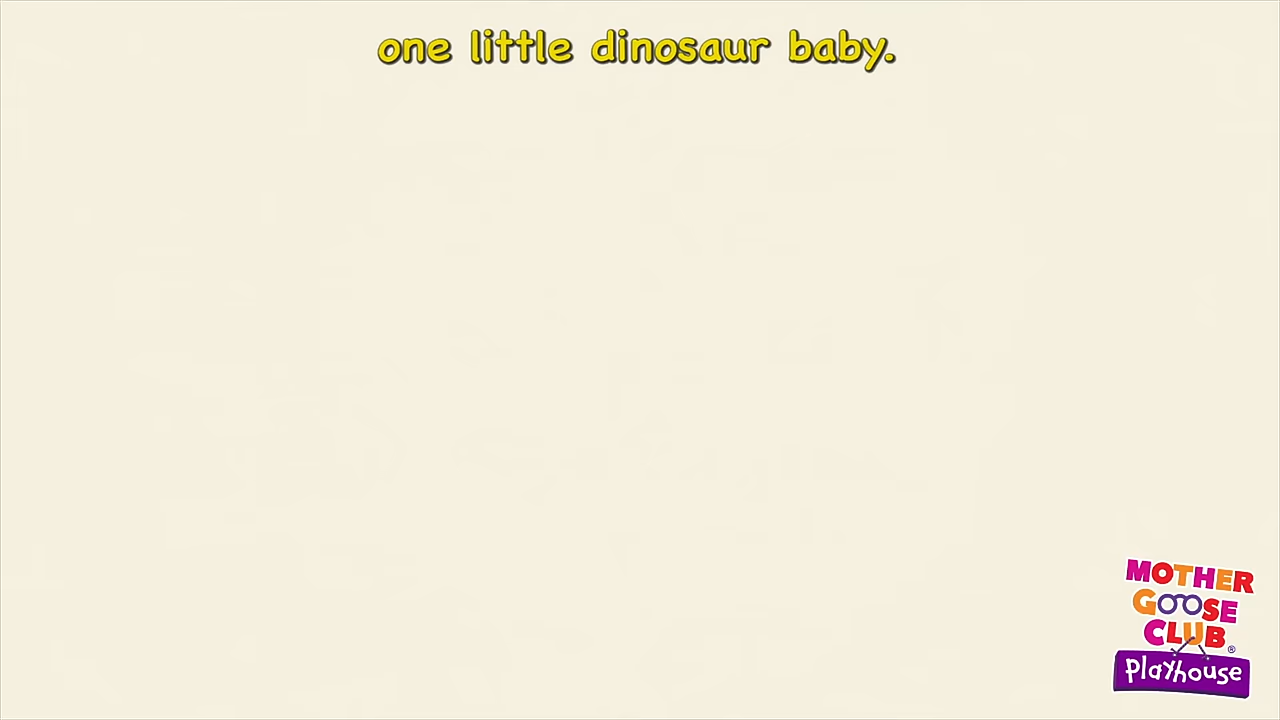 one little dinosaur baby.
MOTHER
GOOSE
CLUB®
Playhouse